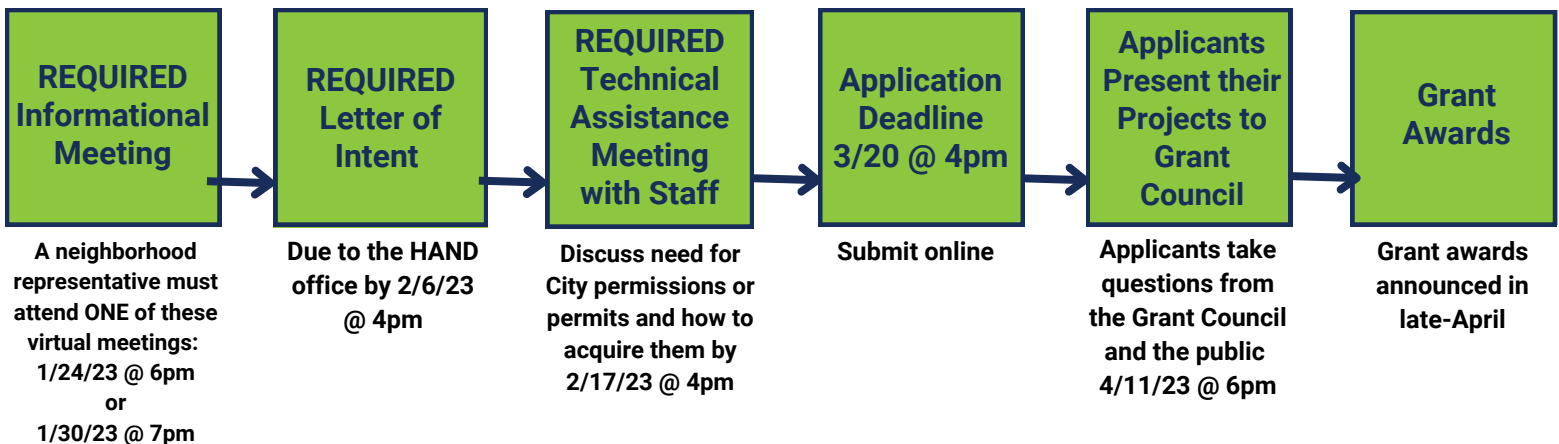 REQUIRED
Informational
Meeting
A neighborhood
representative must
attend ONE of these
virtual meetings:
1/24/23 @ 6pm
or
1/30/23 @ 7pm
REQUIRED
Letter of
Intent
Due to the HAND
office by 2/6/23
@ 4pm
REQUIRED
Technical
Assistance
Meeting
with Staff
Discuss need for
City permissions or
permits and how to
acquire them by
2/17/23 @ 4pm
Application
Deadline
3/20 @ 4pm
Submit online
Applicants
Present their
Projects to
Grant
Council
Applicants take
questions from
the Grant Council
and the public
4/11/23 @ 6pm
Grant
Awards
Grant awards
announced in
late-April